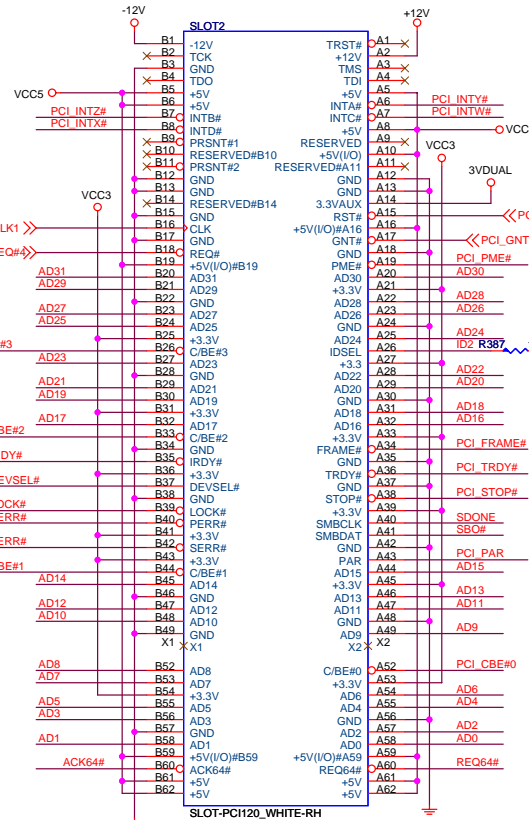 -12V +12V
SLOT2
B1 -12V TRST# A1
B2 TCK +12V A2
B3 GND TMS A3
B4 TDO TDI A4
VCC5 B5 +5V +5V A5
B6 +5V INTA# A6 PCI_INTY#
PCI_INTZ# B7 INTB# INTC# A7 PCI_INTW#
PCI_INTX# B8 INTD# +5V A8 VCC
B9 PRSNT#1 RESERVED A9 VCC3
B10 RESERVED#B10 +5V(I/O) A10
B11 PRSNT#2 RESERVED#A11 A11
B12 GND GND A12 3VDUAL
B13 GND GND A13
VCC3 B14 RESERVED#B14 3.3VAUX A14
B15 GND RST# A15 PC
LK1 B16 CLK +5V(I/O)#A16 A16
B17 GND GNT# A17 PCI_GNT
EQ#4 B18 REQ# GND A18
B19 +5V(I/O)#B19 PME# A19 PCI_PME#
AD31 B20 AD31 AD30 A20 AD30
AD29 B21 AD29 +3.3V A21
B22 GND AD28 A22 AD28
AD27 B23 AD27 AD26 A23 AD26
AD25 B24 AD25 GND A24
B25 +3.3V AD24 A25 AD24
#3 B26 C/BE#3 IDSEL A26 ID2 R387
AD23 B27 AD23 +3.3 A27
B28 GND AD22 A28 AD22
AD21 B29 AD21 AD20 A29 AD20
AD19 B30 AD19 GND A30
B31 +3.3V AD18 A31 AD18
AD17 B32 AD17 AD16 A32 AD16
BE#2 B33 C/BE#2 +3.3V A33
B34 GND FRAME# A34 PCI_FRAME#
DY# B35 IRDY# GND A35
B36 +3.3V TRDY# A36 PCI_TRDY#
EVSEL# B37 DEVSEL# GND A37
B38 GND STOP# A38 PCI_STOP#
OCK# B39 LOCK# +3.3V A39
ERR# B40 PERR# SMBCLK A40 SDONE
B41 +3.3V SMBDAT A41 SBO#
ERR# B42 SERR# GND A42
B43 +3.3V PAR A43 PCI_PAR
BE#1 B44 C/BE#1 AD15 A44 AD15
AD14 B45 AD14 +3.3V A45
B46 GND AD13 A46 AD13
AD12 B47 AD12 AD11 A47 AD11
AD10 B48 AD10 GND A48
B49 GND AD9 A49 AD9
X1 X1 X2 X2
AD8 B52 AD8 C/BE#0 A52 PCI_CBE#0
AD7 B53 AD7 +3.3V A53
B54 +3.3V AD6 A54 AD6
AD5 B55 AD5 AD4 A55 AD4
AD3 B56 AD3 GND A56
B57 GND AD2 A57 AD2
AD1 B58 AD1 AD0 A58 AD0
B59 +5V(I/O)#B59 +5V(I/O)#A59 A59
ACK64# B60 ACK64# REQ64# A60 REQ64#
B61 +5V +5V A61
B62 +5V +5V A62
SLOT-PCI120_WHITE-RH